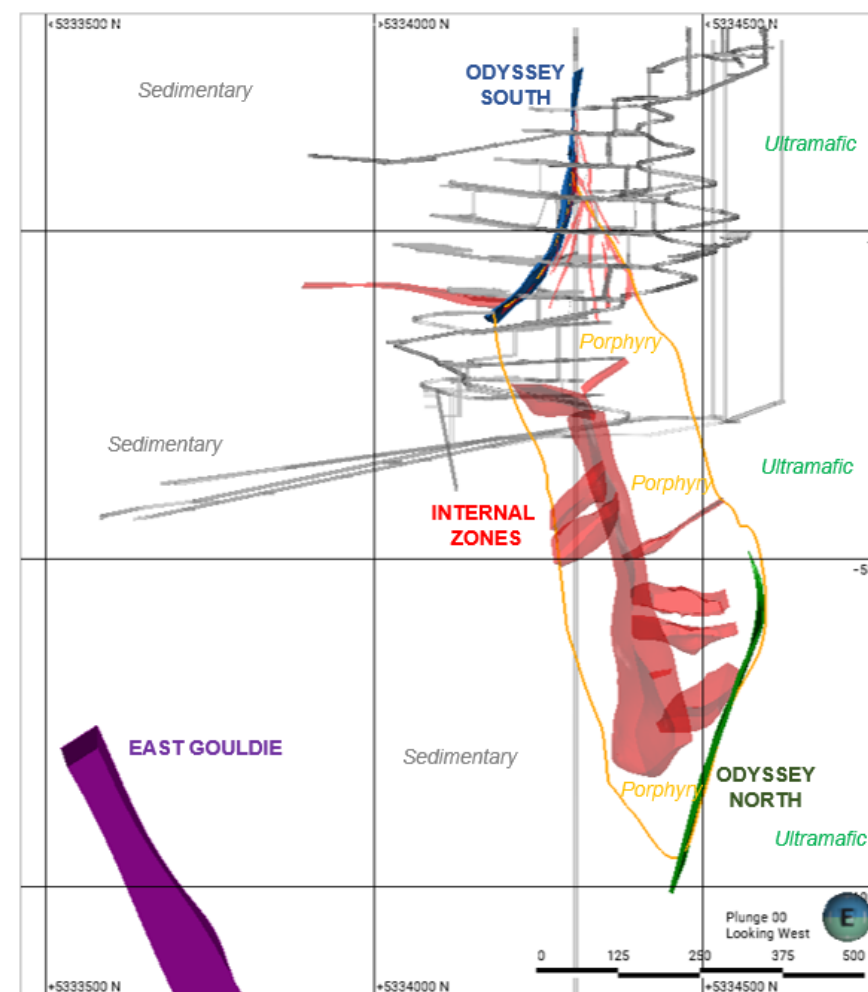 +5333500 N
+5334000 N
+5334500 N
ODYSSEY
SOUTH
Sedimentary
Ultramafic
Porphyry
Sedimentary
Ultramafic
Porphyry
INTERNAL
ZONES
-5
EAST GOULDIE
Sedimentary
ODYSSEY
NORTH
Porphyry
Ultramafic
Plunge 00
Looking West
E
0 125 250 375 500
+5333500 N
+5334000 N
+5334500 N